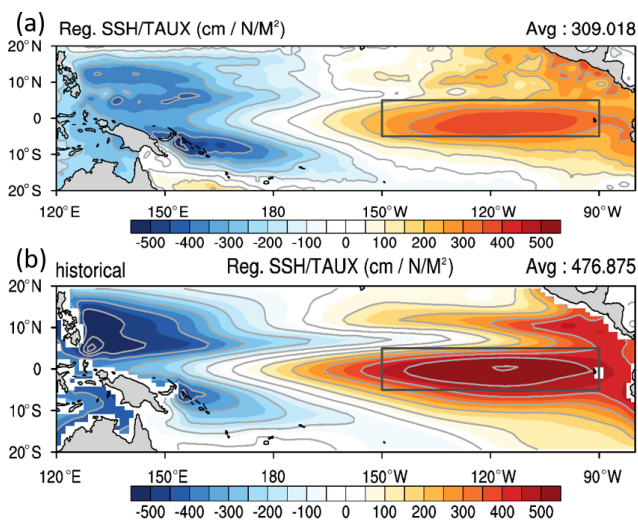 (a) Reg. SSH/TAUX (cm / N/M²) Avg : 309.018
20°N
10°N
0°
10°S
20°S
120°E 150°E 180° 150°W 120°W 90°W
-500 -400 -300 -200 -100 0 100 200 300 400 500
(b) historical Reg. SSH/TAUX (cm / N/M²) Avg : 476.875
20°N
10°N
0°
10°S
20°S
120°E 150°E 180° 150°W 120°W 90°W
-500 -400 -300 -200 -100 0 100 200 300 400 500